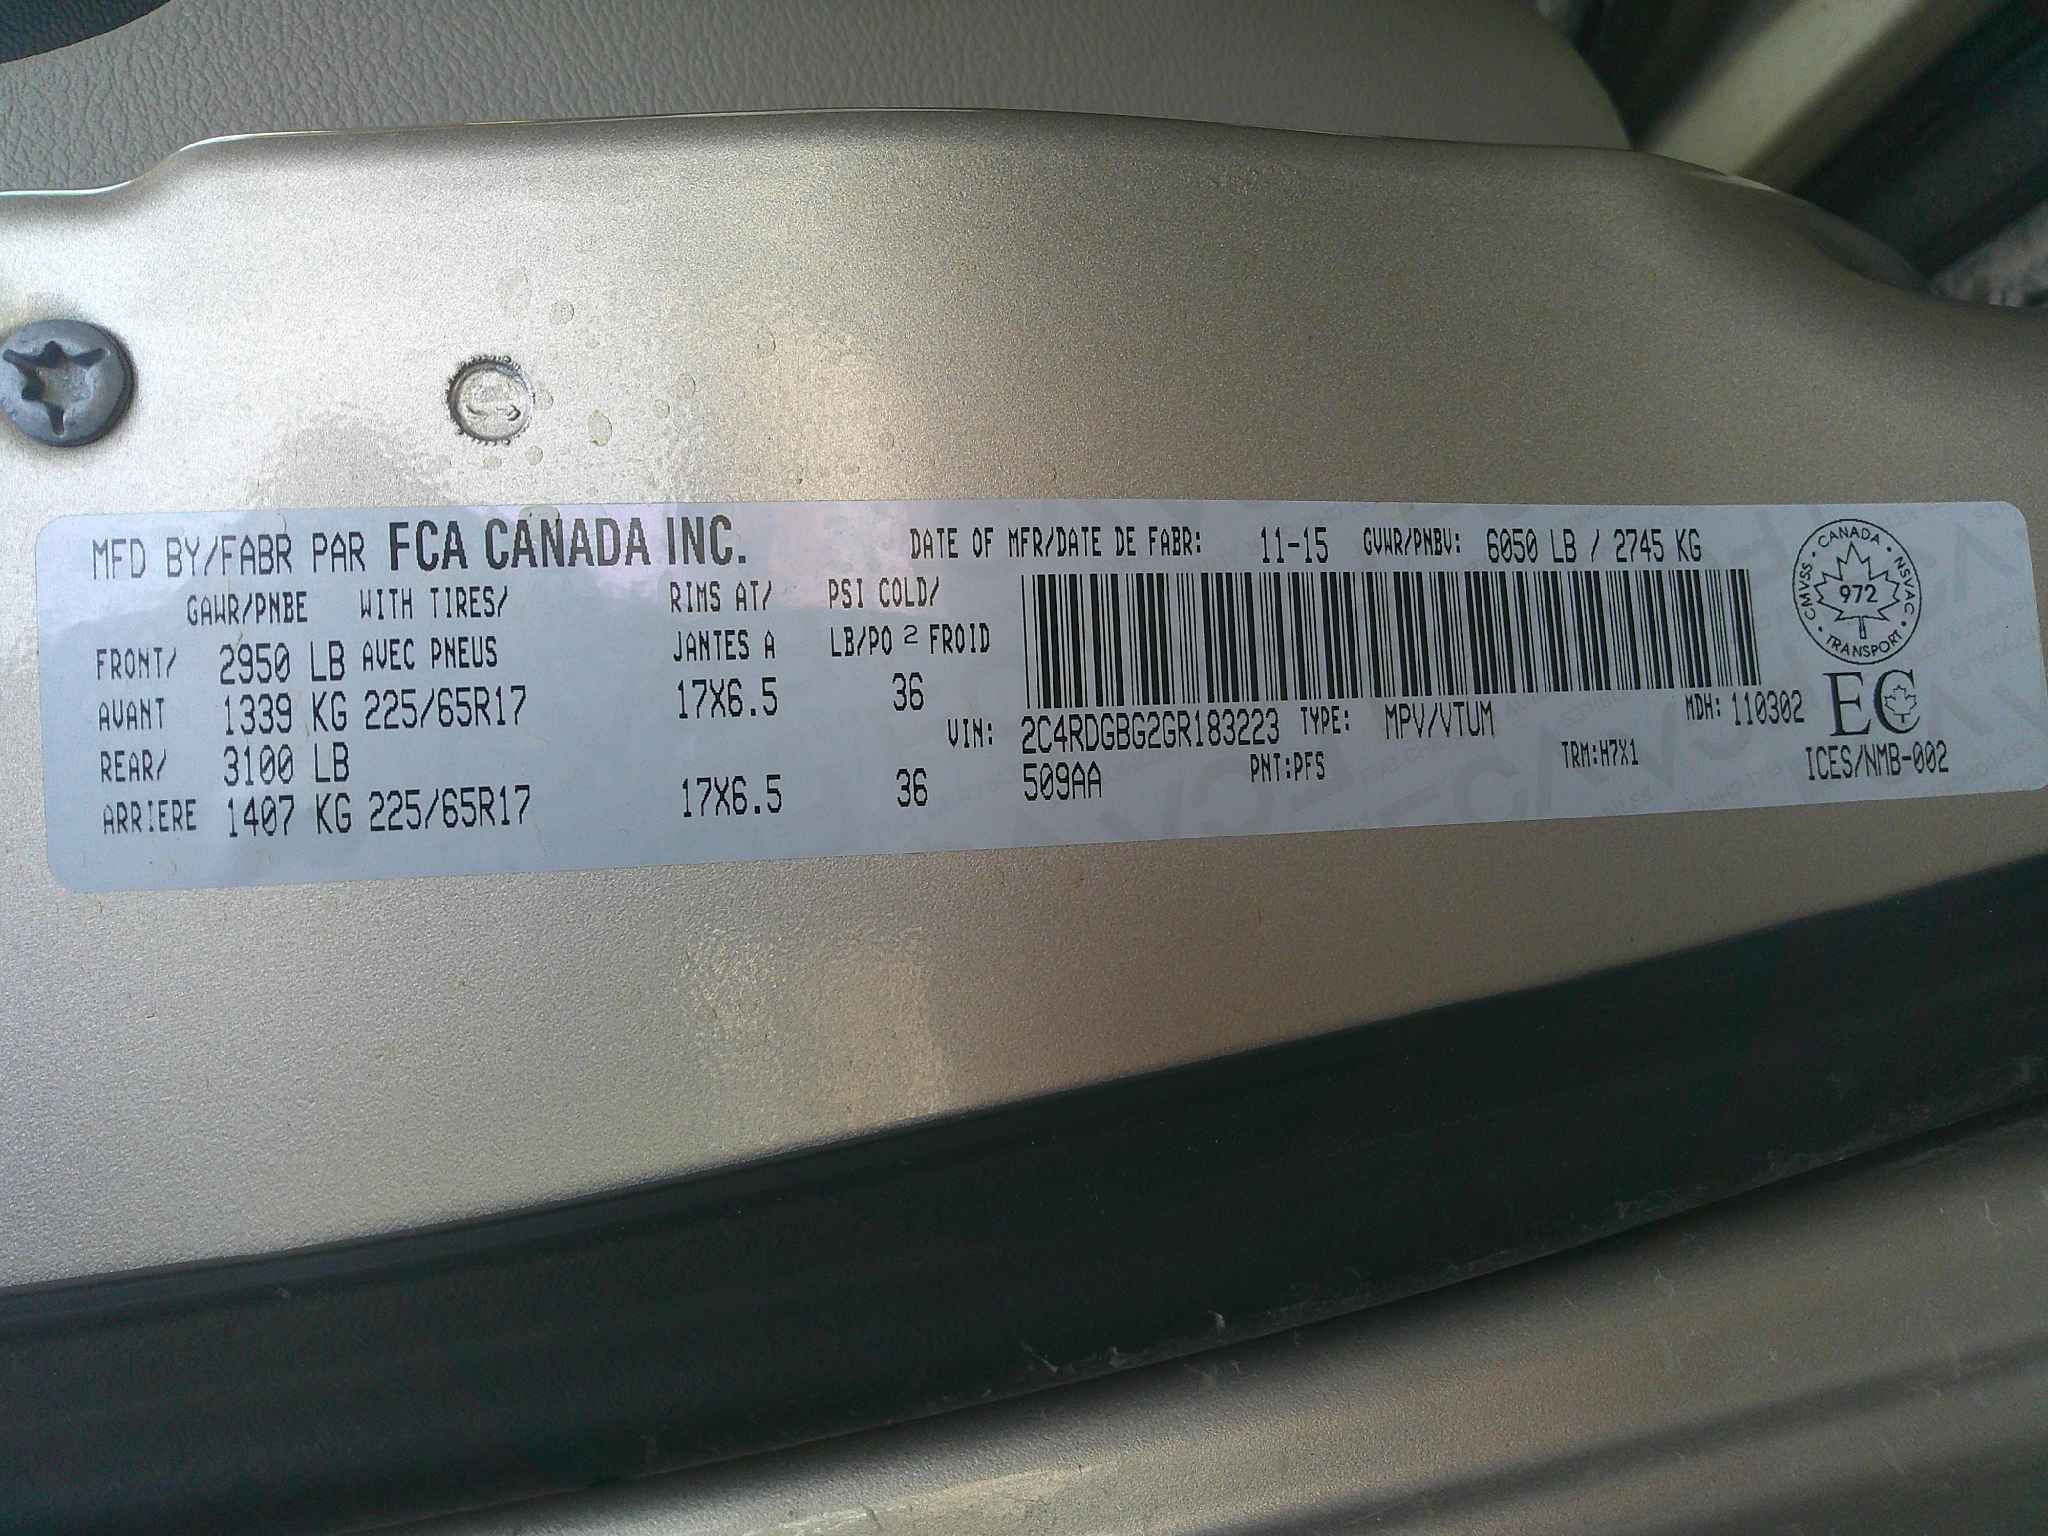 MFD BY/FABR PAR FCA CANADA INC. DATE OF MFR/DATE DE FABR: 11-15 GVWR/PNBV: 6050 LB / 2745 KG
GAWR/PNBE WITH TIRES/ RIMS AT/ PSI COLD/
FRONT/ 2950 LB AVEC PNEUS JANTES A LB/PO 2 FROID
AVANT 1339 KG 225/65R17 17X6.5 36
REAR/ 3100 LB
ARRIERE 1407 KG 225/65R17 17X6.5 36
VIN: 2C4RDGBG2GR183223 TYPE: MPV/VTUM MDH: 110302
509AA PNT:PFS TRM:H7X1
CANADA · NSVAC · TRANSPORT · CMVSS ·
972
EC
ICES/NMB-002